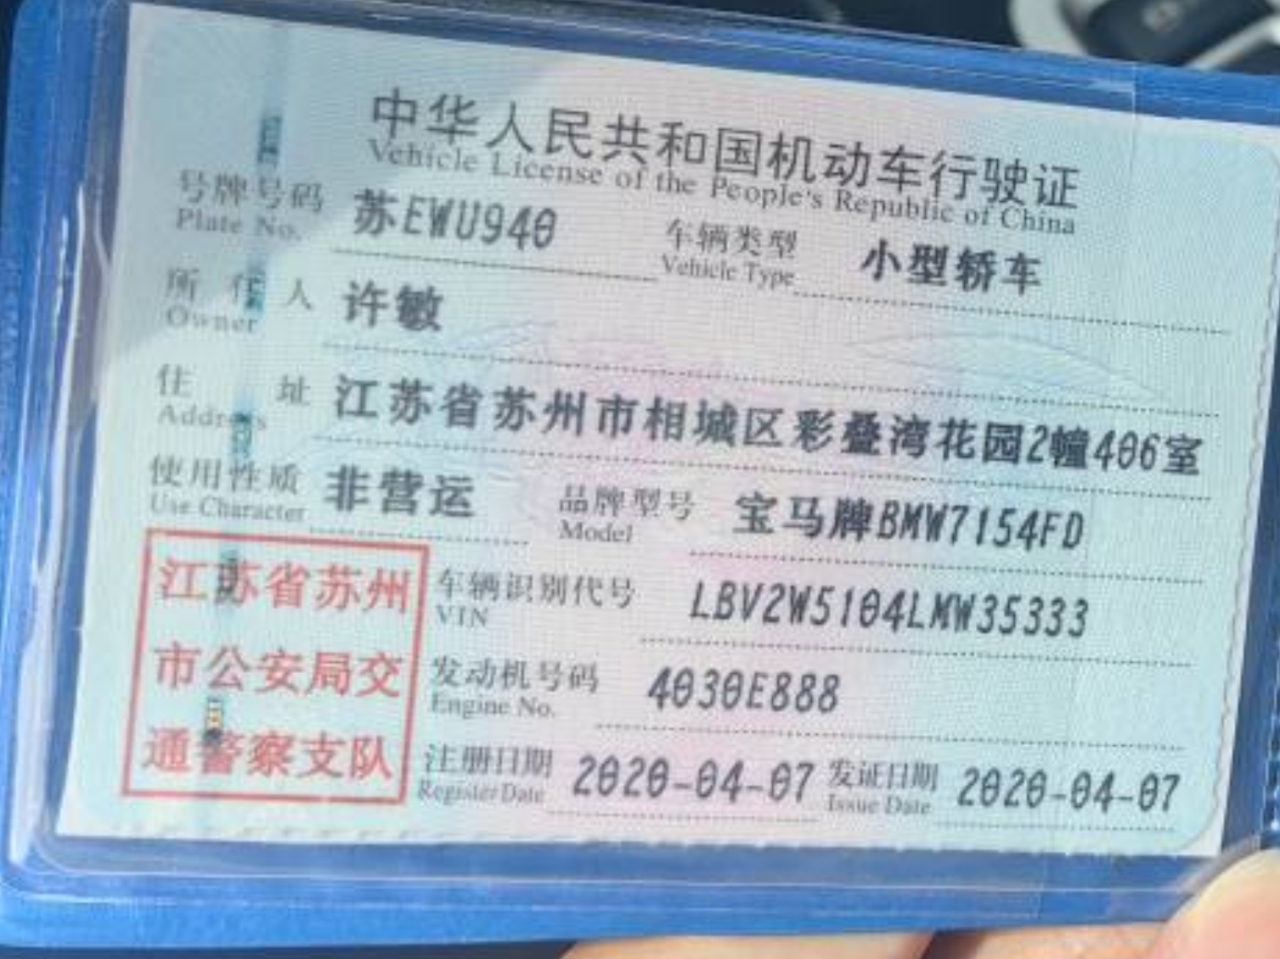 中华人民共和国机动车行驶证
Vehicle License of the People's Republic of China
号牌号码 苏EWU940 车辆类型 小型轿车
Plate No. Vehicle Type
所有人 许敏
Owner
住址 江苏省苏州市相城区彩叠湾花园2幢406室
Address
使用性质 非营运 品牌型号 宝马牌BMW7154FD
Use Character Model
江苏省苏州
市公安局交
通警察支队
车辆识别代号 LBV2W5104LMW35333
VIN
发动机号码 4030E888
Engine No.
注册日期 2020-04-07 发证日期 2020-04-07
Register Date Issue Date